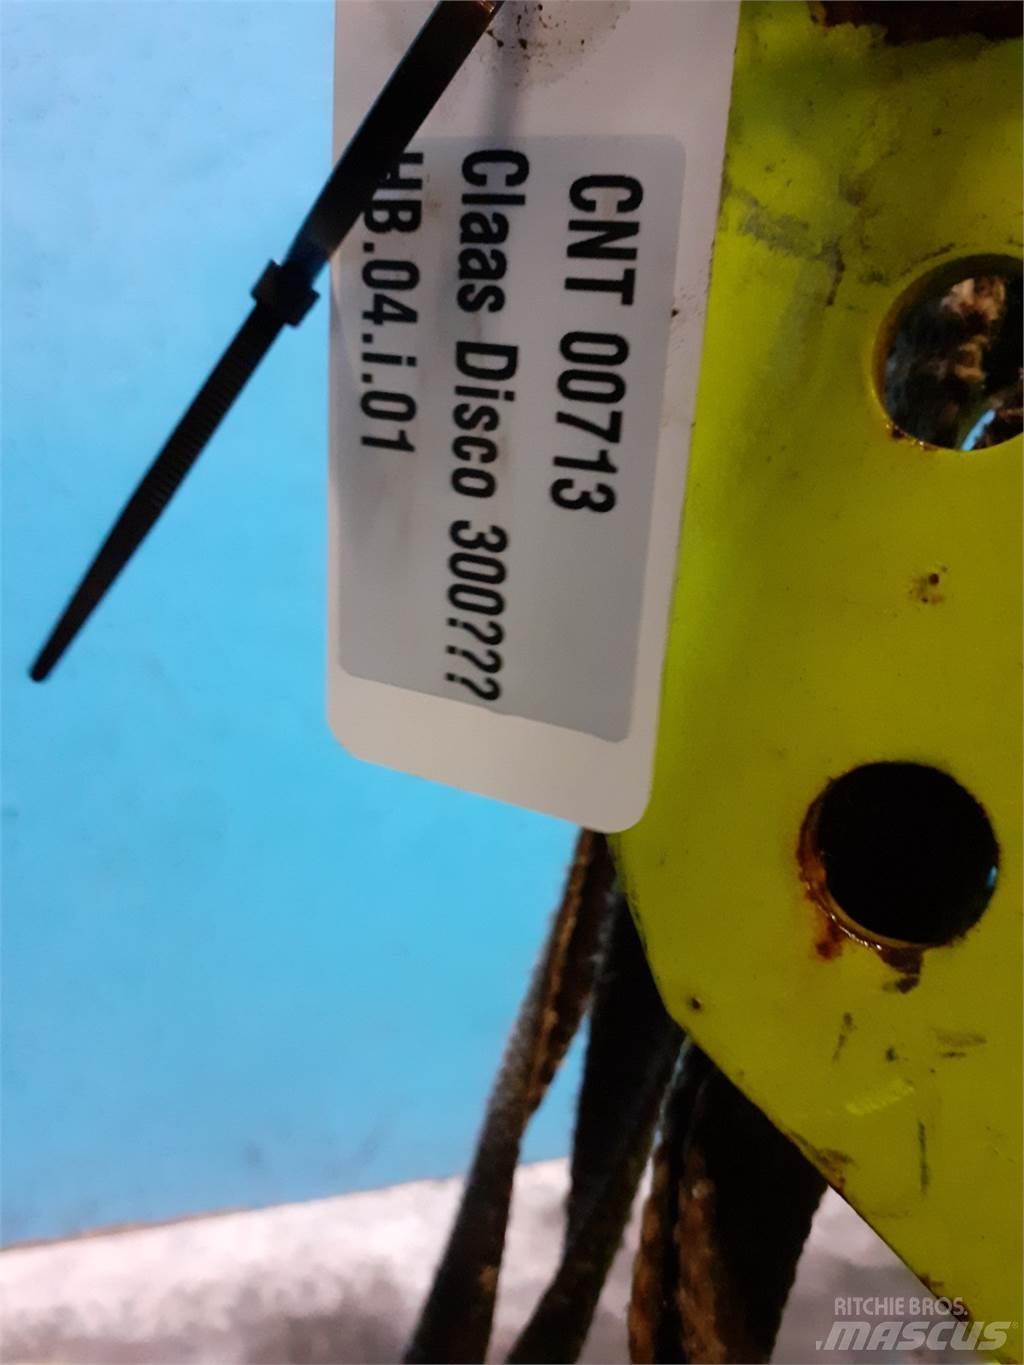 CNT 00713
Claas Disco 300???
HB.04.i.01
RITCHIE BROS.
MASCUS